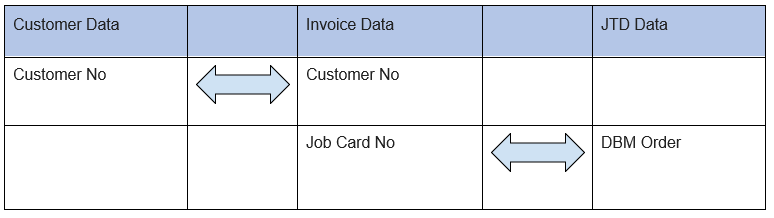 Customer Data
Invoice Data
JTD Data
Customer No
Customer No
Job Card No
DBM Order